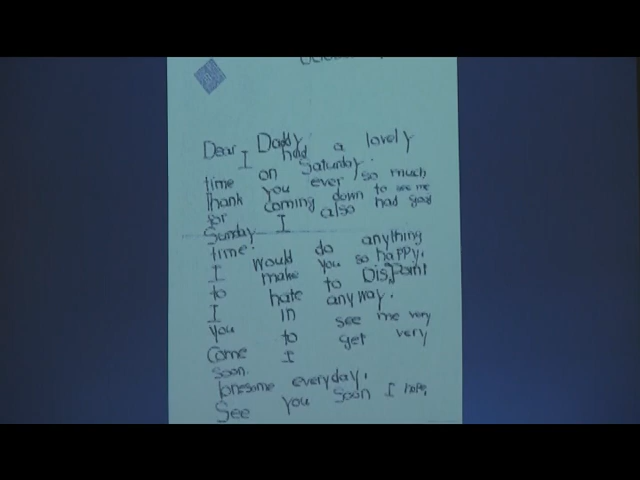 Dear Daddy.
I had a lovely
time on Saturday.
Thank you ever so much
for coming down to see me
Sunday I also had good
time.
I would do anything
to make you so happy.
I hate to DisPoint
you in anyway.
Come to see me very
soon I get very
lonesome everyday.
See you Soon I hope,